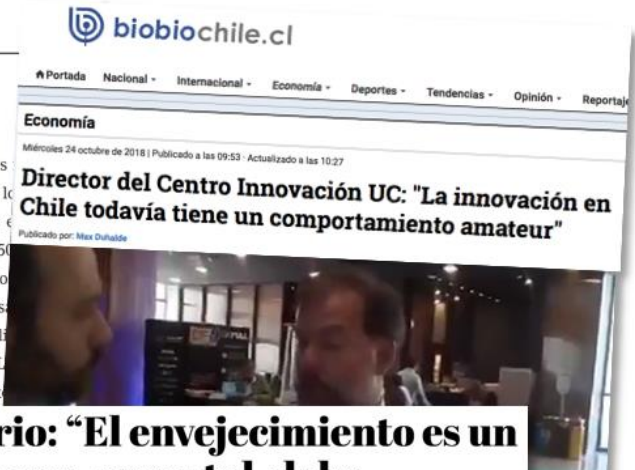 biobiochile.cl
Portada Nacional Internacional Economía Deportes Tendencias Opinión Reportaje
Economía
Miércoles 24 octubre de 2018 | Publicado a las 09:53 · Actualizado a las 10:27
Director del Centro Innovación UC: "La innovación en
Chile todavía tiene un comportamiento amateur"
Publicado por: Max Duhalde
rio: “El envejecimiento es un